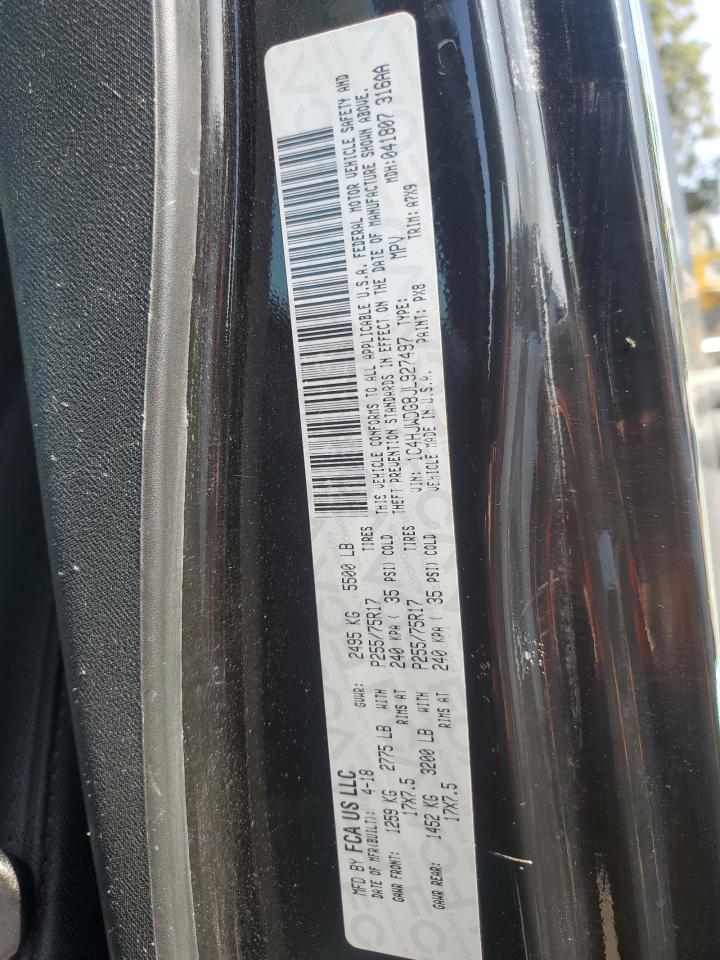 MFD BY FCA US LLC
DATE OF MFR(BUILT): 4-18 GVWR: 2495 KG 5500 LB
GAWR FRONT: 1259 KG 2775 LB WITH P255/75R17 TIRES
17X7.5 RIMS AT 240 KPA ( 35 PSI) COLD
GAWR REAR: 1452 KG 3200 LB WITH P255/75R17 TIRES
17X7.5 RIMS AT 240 KPA ( 35 PSI) COLD
THIS VEHICLE CONFORMS TO ALL APPLICABLE U.S.A. FEDERAL MOTOR VEHICLE SAFETY AND
THEFT PREVENTION STANDARDS IN EFFECT ON THE DATE OF MANUFACTURE SHOWN ABOVE.
VIN: 1C4HJWDG8JL927497 TYPE: MPV MDH:041807 316AA
VEHICLE MADE IN U.S.A. PAINT: PX8 TRIM: A7X9